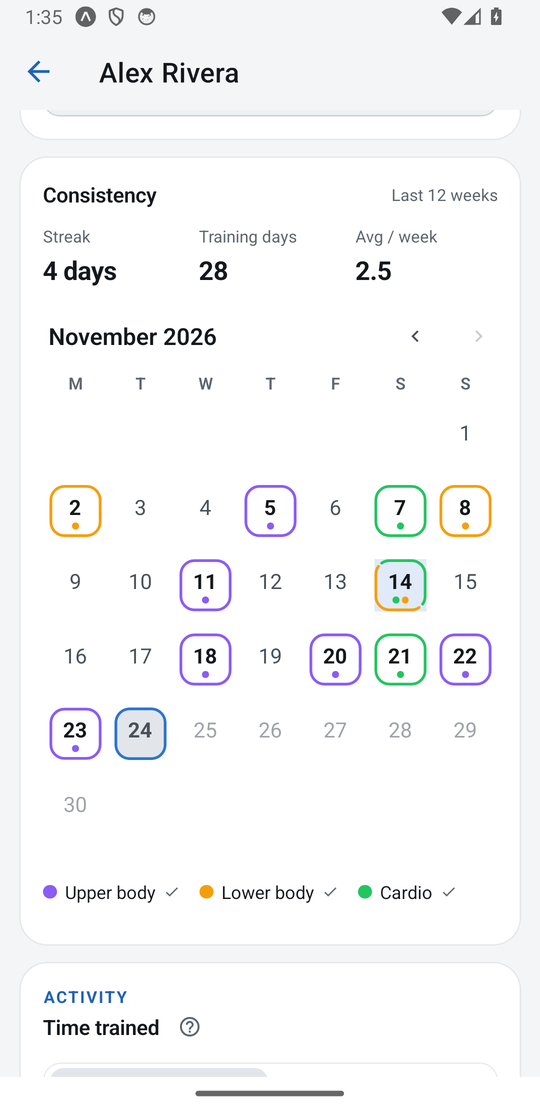 1:35
Alex Rivera
Consistency
Last 12 weeks
Streak Training days Avg / week
4 days 28 2.5
November 2026
M T W T F S S
1
2 3 4 5 6 7 8
9 10 11 12 13 14 15
16 17 18 19 20 21 22
23 24 25 26 27 28 29
30
Upper body Lower body Cardio
ACTIVITY
Time trained